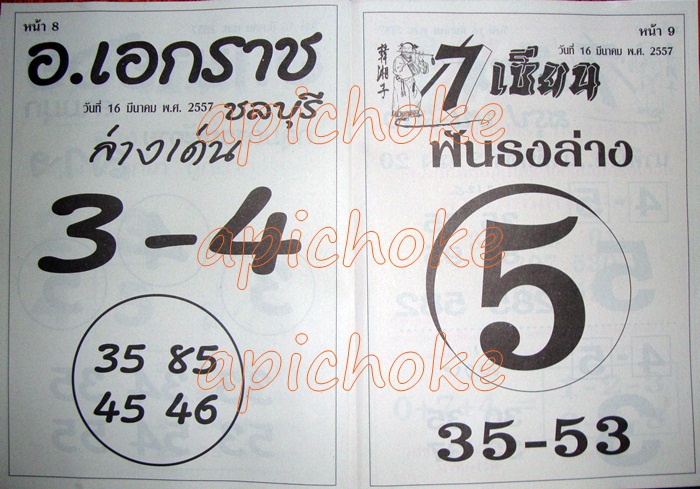 หน้า 8
อ.เอกราช
วันที่ 16 มีนาคม พ.ศ. 2557 ชลบุรี
ล่างเด่น
3-4
35 85
45 46
หน้า 9
วันที่ 16 มีนาคม พ.ศ. 2557
韓湘子
7 เซียน
ฟันธงล่าง
5
35-53
apichoke
apichoke
apichoke